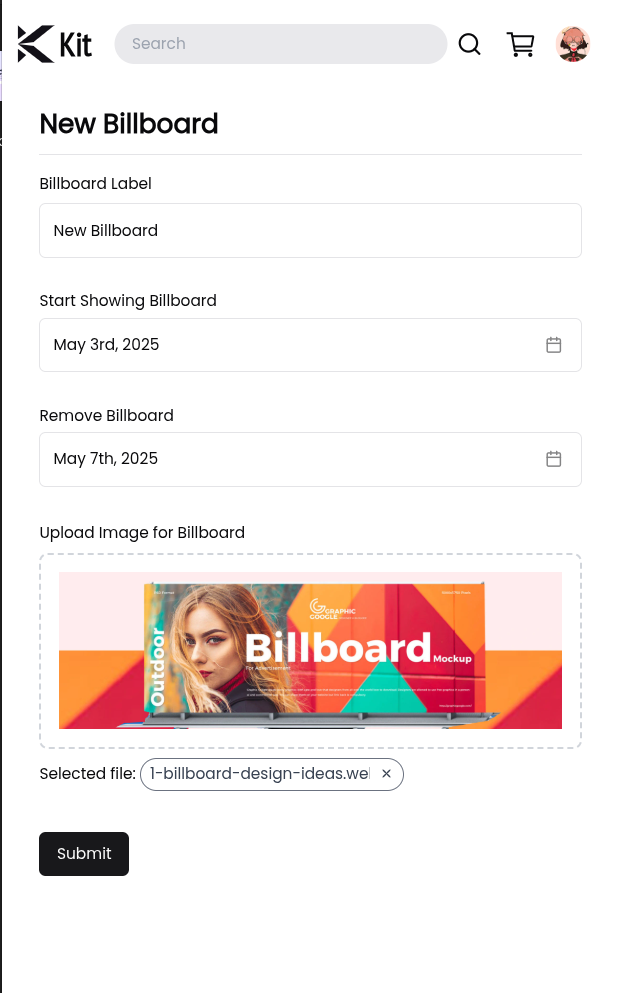 Kit
Search
New Billboard
Billboard Label
New Billboard
Start Showing Billboard
May 3rd, 2025
Remove Billboard
May 7th, 2025
Upload Image for Billboard
GRAPHIC
GOOGLE
Outdoor
Billboard Mockup
For Advertisement
Selected file: 1-billboard-design-ideas.we
Submit